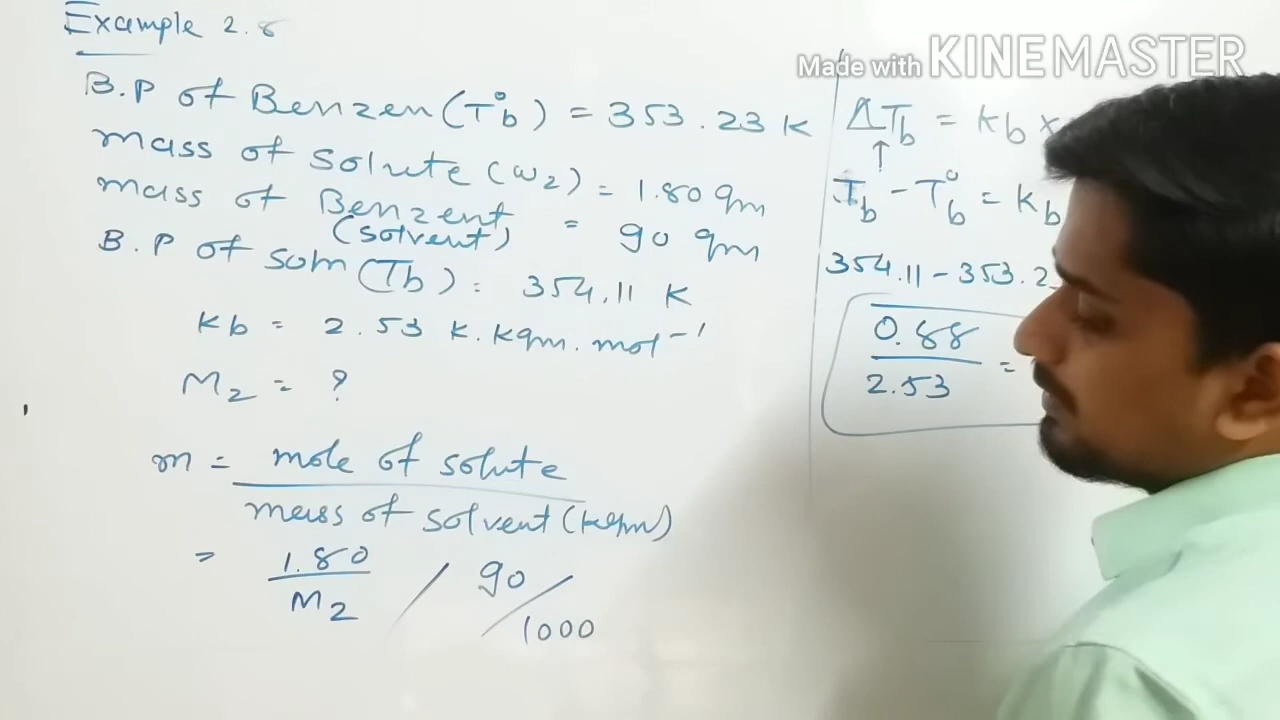 Example 2.8
B.P of Benzen (T°b) = 353.23 K
mass of solute (w2) = 1.80 gm
mass of Benzent = 90 gm
(solvent)
B.P of soln (Tb) = 354.11 K
Kb = 2.53 K.Kgm.mol⁻¹
M2 = ?
m = mole of solute
mass of solvent (Kgm)
= 1.80 / 90
M2 1000
Made with KINEMASTER
ΔTb = Kb ×
↑
Tb - T°b = Kb
354.11 - 353.2
0.88
2.53 =